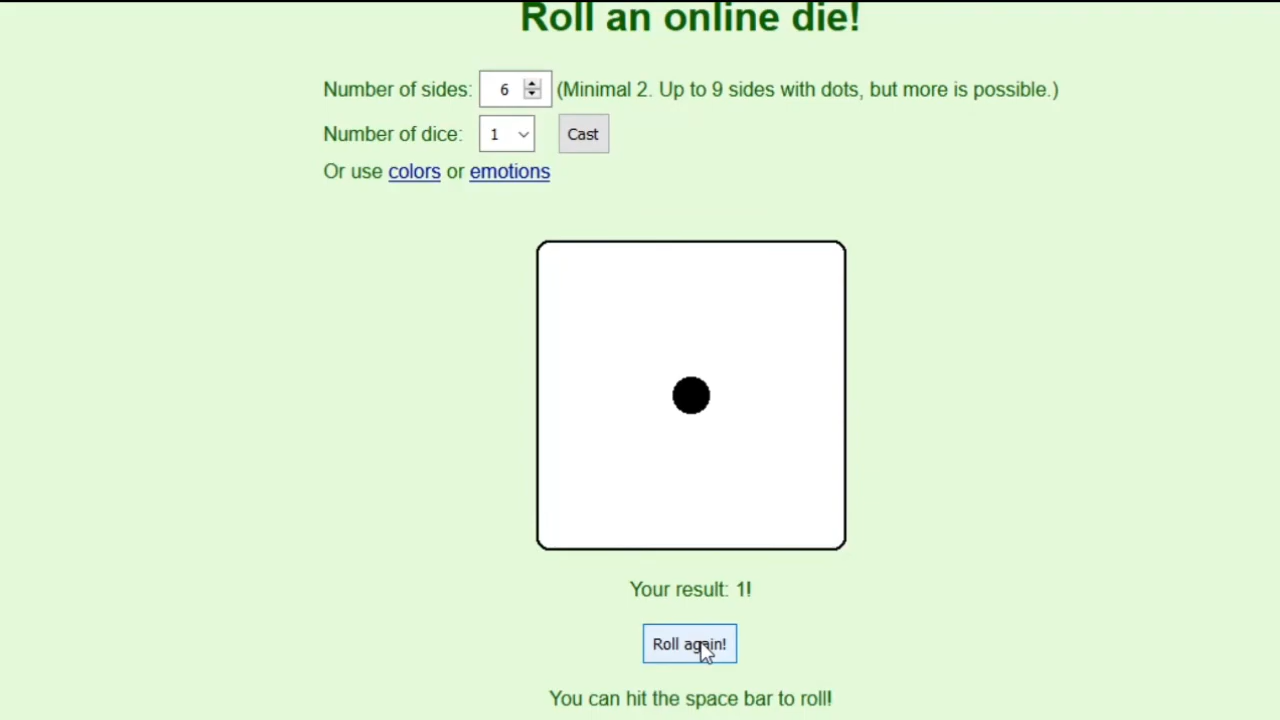 Roll an online die!
Number of sides: 6 (Minimal 2. Up to 9 sides with dots, but more is possible.)
Number of dice: 1 Cast
Or use colors or emotions
Your result: 1!
Roll again!
You can hit the space bar to roll!